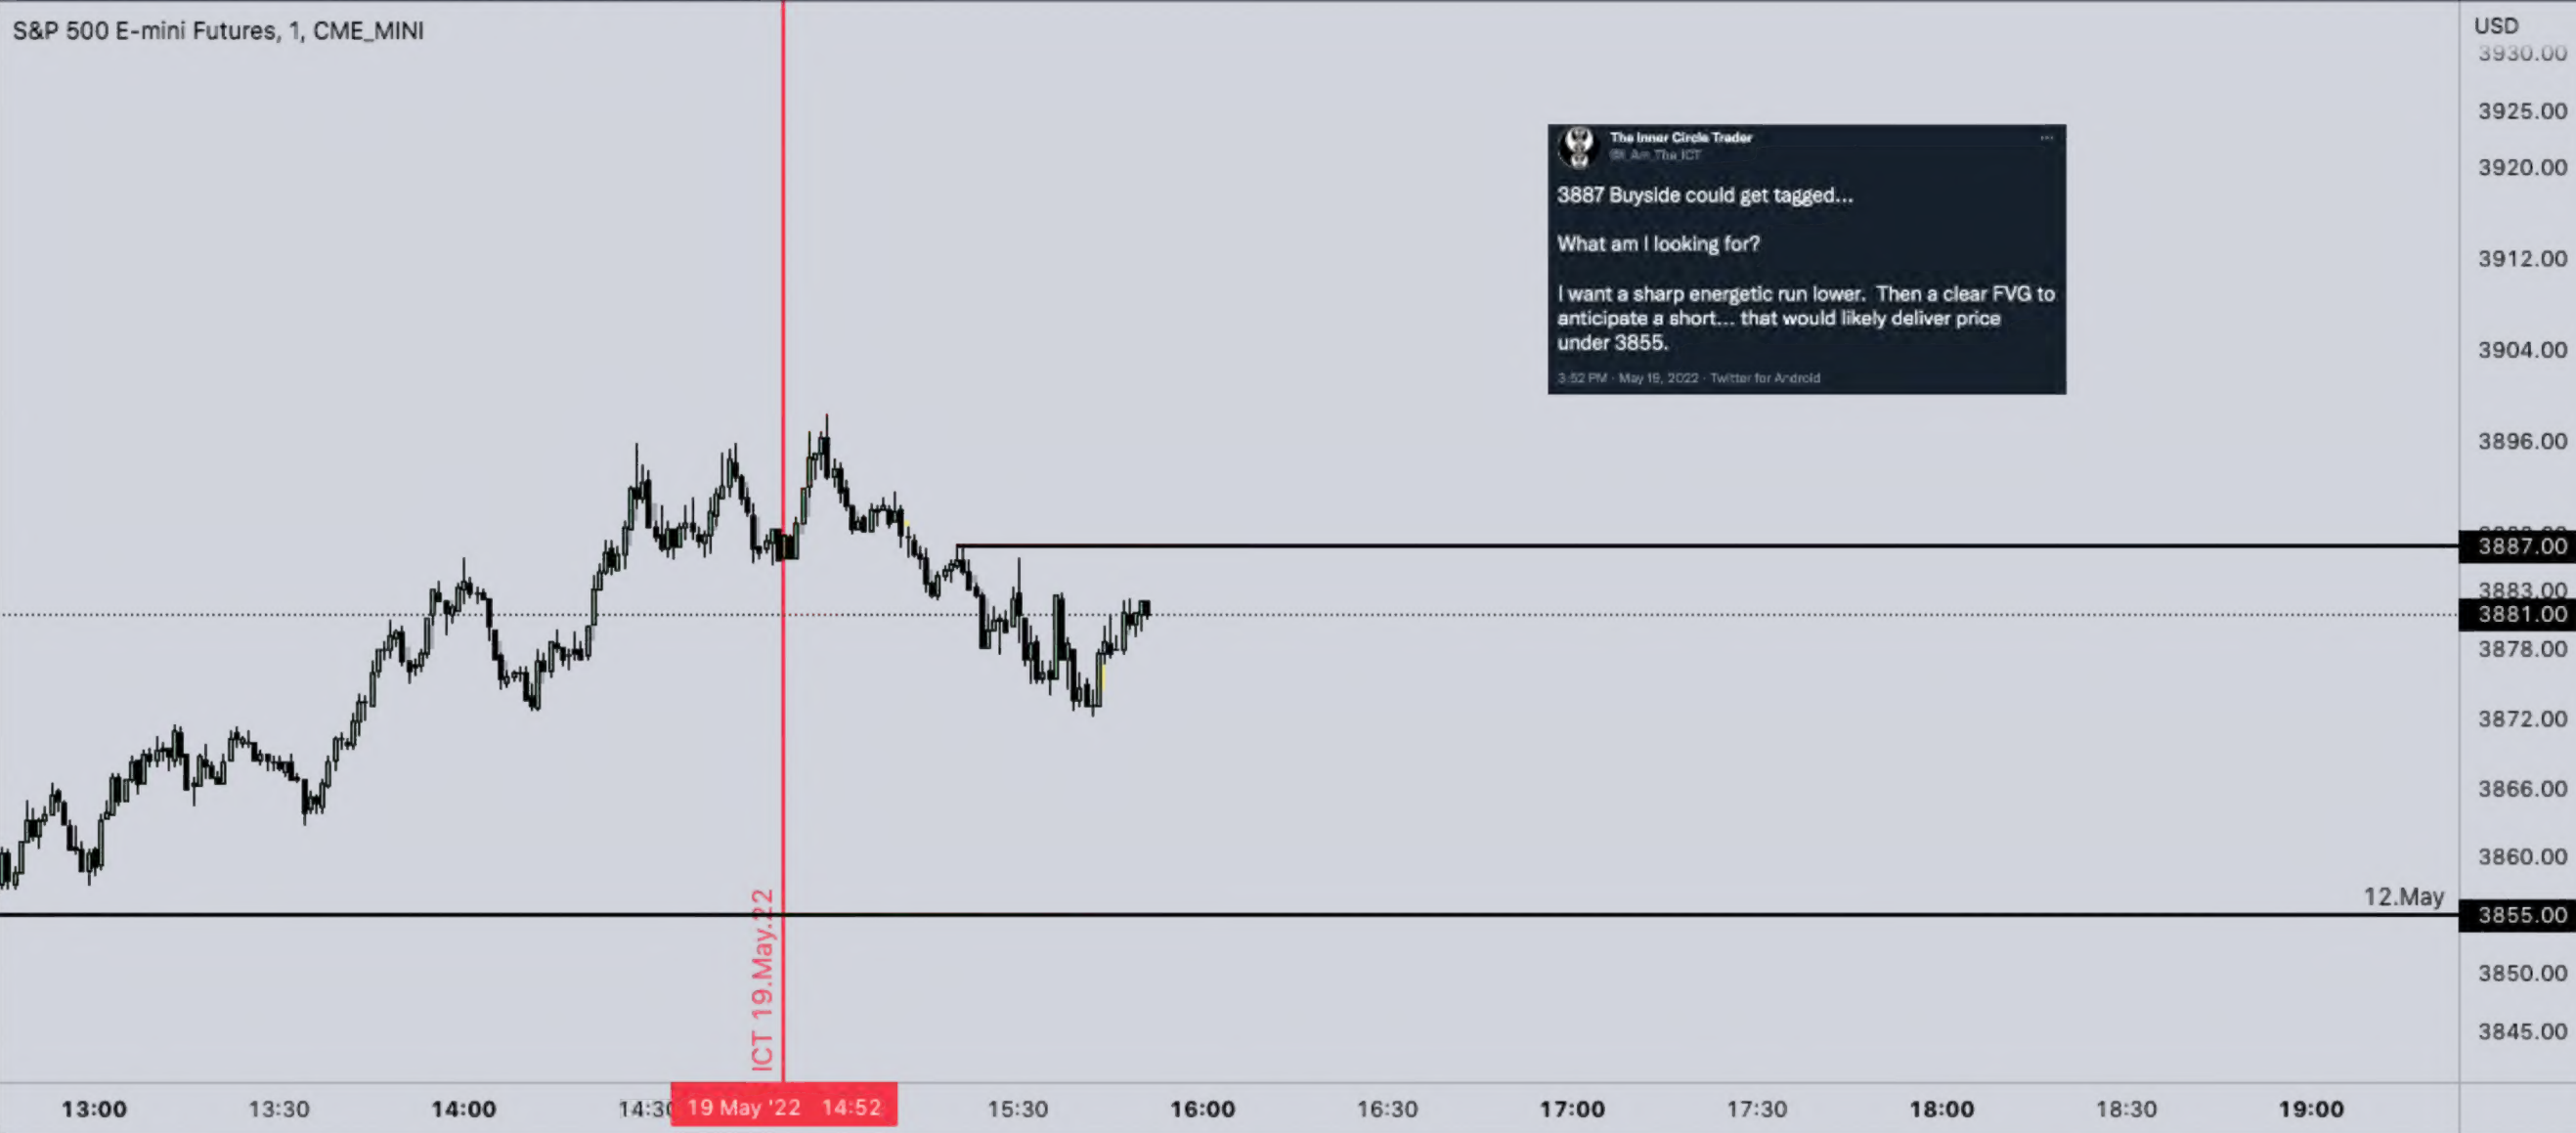 S&P 500 E-mini Futures, 1, CME_MINI
USD
3930.00
3925.00
3920.00
3912.00
3904.00
3896.00
3887.00
3883.00
3881.00
3878.00
3872.00
3866.00
3860.00
3855.00
3850.00
3845.00
The Inner Circle Trader
@I_Am_The_ICT
3887 Buyside could get tagged...
What am I looking for?
I want a sharp energetic run lower. Then a clear FVG to
anticipate a short... that would likely deliver price
under 3855.
3:52 PM · May 19, 2022 · Twitter for Android
12.May
ICT 19.May.22
13:00 13:30 14:00 14:30 19 May '22 14:52 15:30 16:00 16:30 17:00 17:30 18:00 18:30 19:00